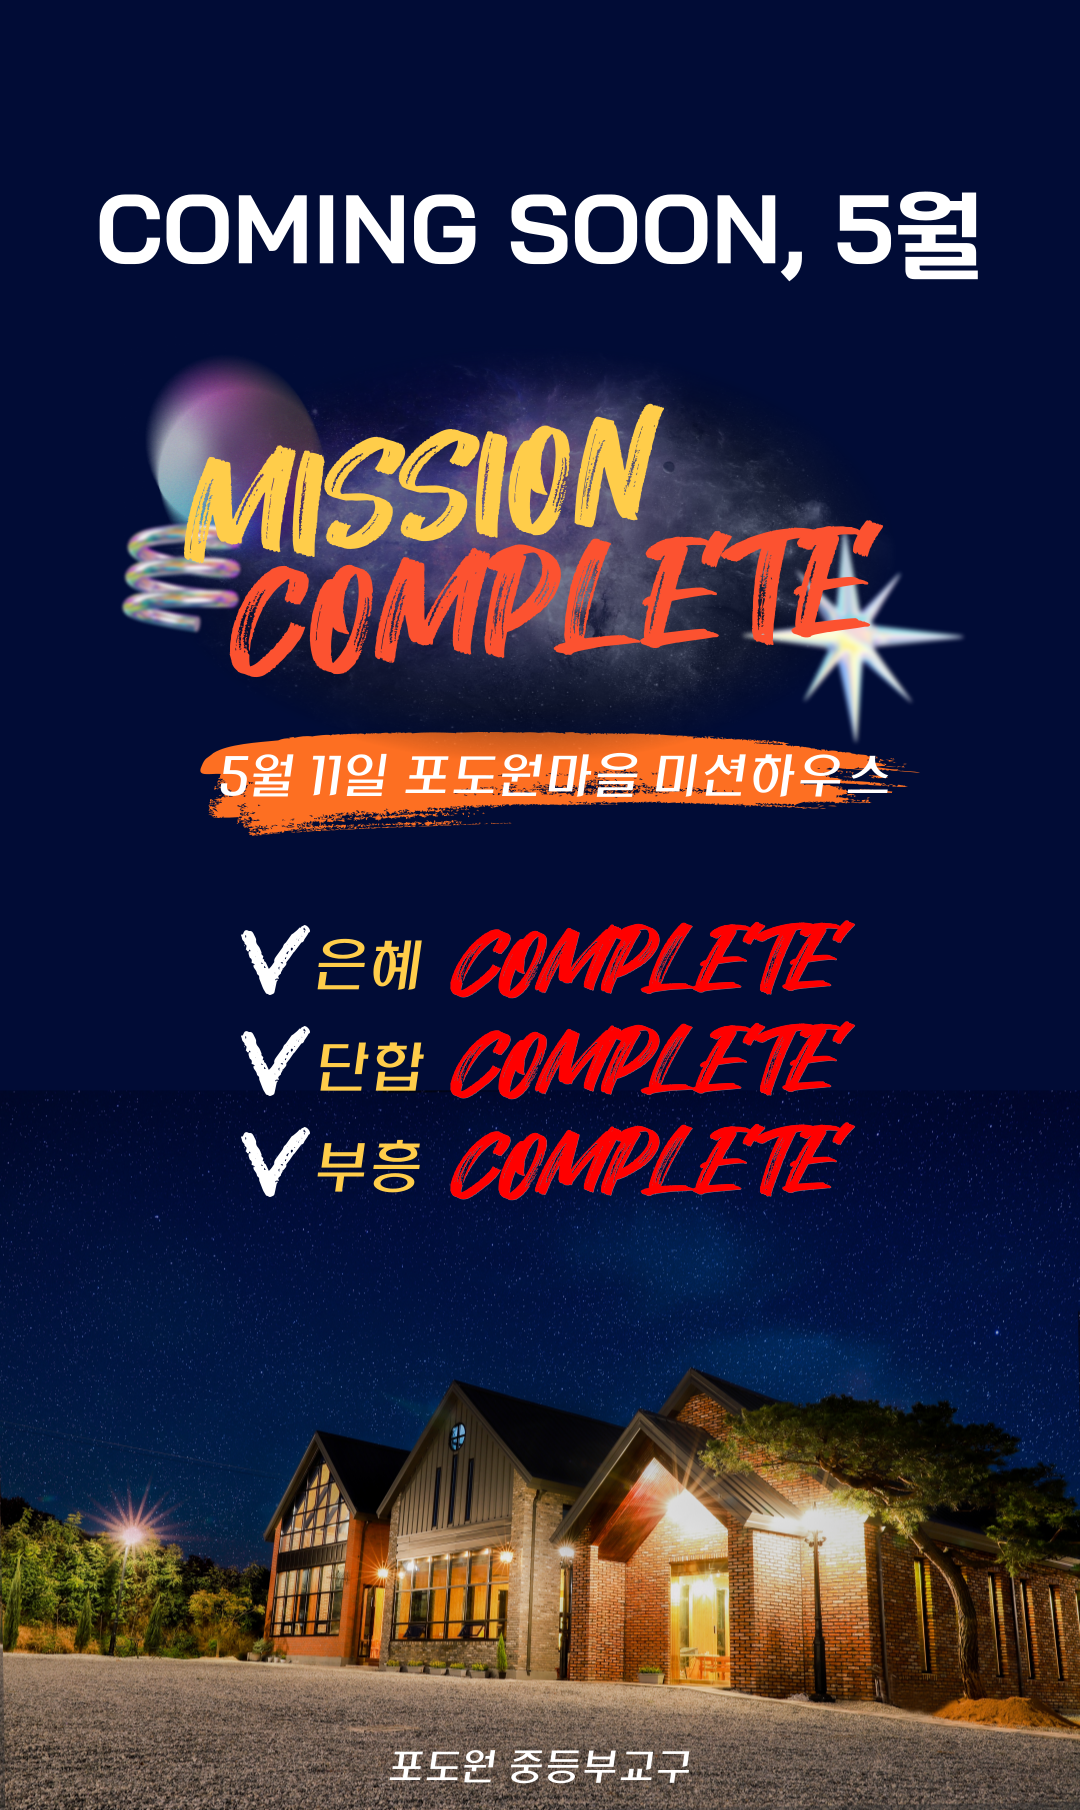 COMING SOON, 5월
MISSION
COMPLETE
5월 11일 포도원마을 미션하우스
은혜 COMPLETE
단합 COMPLETE
부흥 COMPLETE
포도원 중등부교구